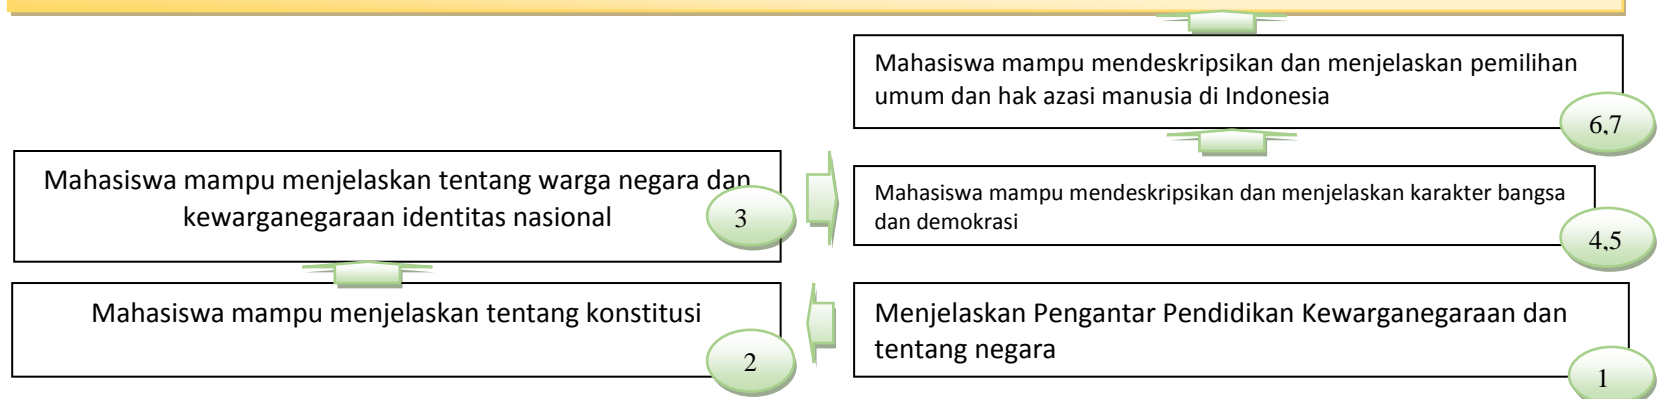 Mahasiswa mampu mendeskripsikan dan menjelaskan pemilihan
umum dan hak azasi manusia di Indonesia
6,7
Mahasiswa mampu menjelaskan tentang warga negara dan
kewarganegaraan identitas nasional
3
Mahasiswa mampu mendeskripsikan dan menjelaskan karakter bangsa
dan demokrasi
4,5
Mahasiswa mampu menjelaskan tentang konstitusi
2
Menjelaskan Pengantar Pendidikan Kewarganegaraan dan
tentang negara
1